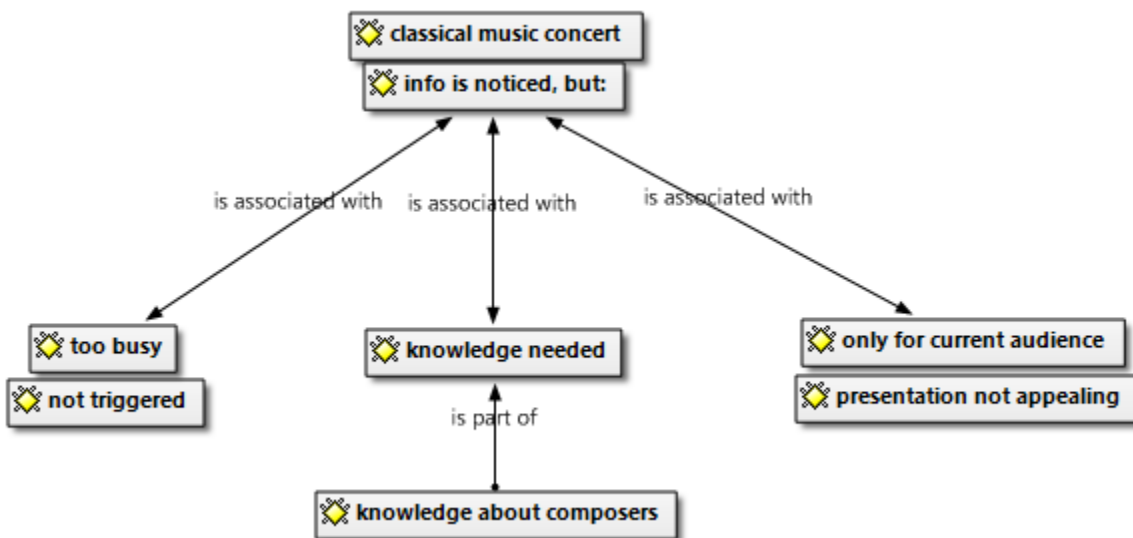 classical music concert
info is noticed, but:
is associated with
is associated with
is associated with
too busy
not triggered
knowledge needed
only for current audience
presentation not appealing
is part of
knowledge about composers